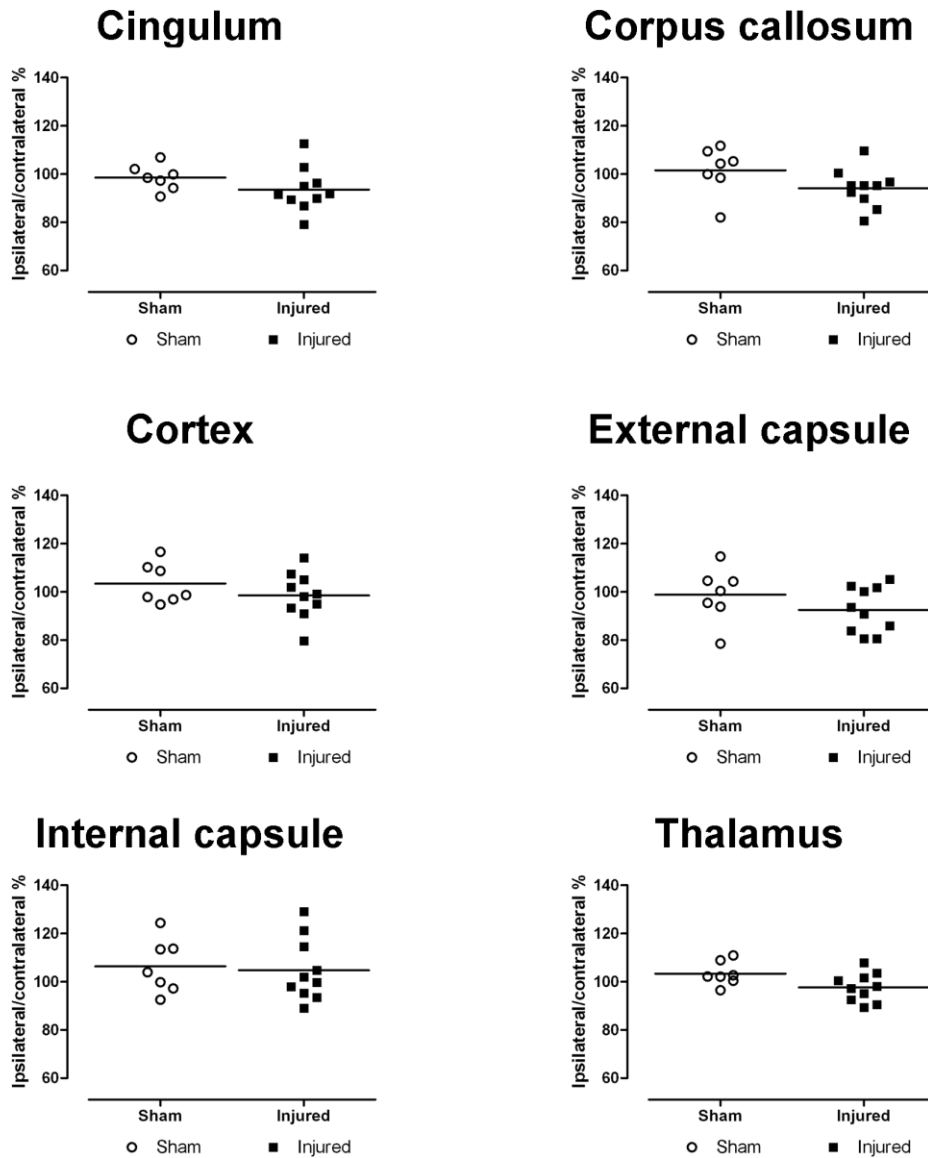 Cingulum
Ipsilateral/contralateral %
140
120
100
80
60
Sham
Injured
Sham
Injured
Corpus callosum
Ipsilateral/contralateral %
140
120
100
80
60
Sham
Injured
Sham
Injured
Cortex
Ipsilateral/contralateral %
140
120
100
80
60
Sham
Injured
Sham
Injured
External capsule
Ipsilateral/contralateral %
140
120
100
80
60
Sham
Injured
Sham
Injured
Internal capsule
Ipsilateral/contralateral %
140
120
100
80
60
Sham
Injured
Sham
Injured
Thalamus
Ipsilateral/contralateral %
140
120
100
80
60
Sham
Injured
Sham
Injured